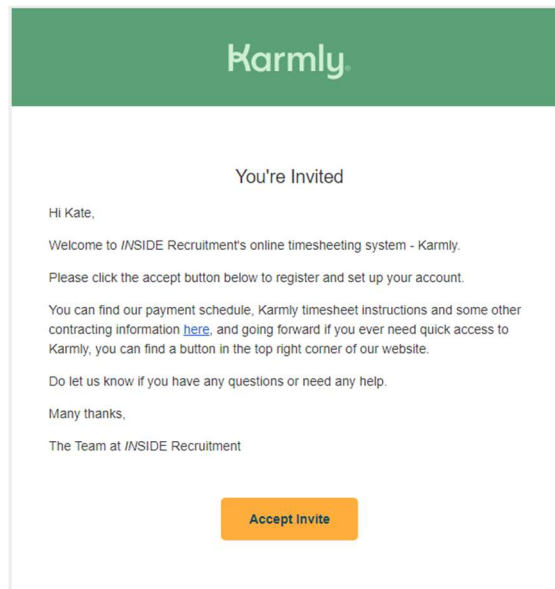 Karmly
You're Invited
Hi Kate,
Welcome to INSIDE Recruitment's online timesheeting system - Karmly.
Please click the accept button below to register and set up your account.
You can find our payment schedule, Karmly timesheet instructions and some other
contracting information here, and going forward if you ever need quick access to
Karmly, you can find a button in the top right corner of our website.
Do let us know if you have any questions or need any help.
Many thanks,
The Team at INSIDE Recruitment
Accept Invite